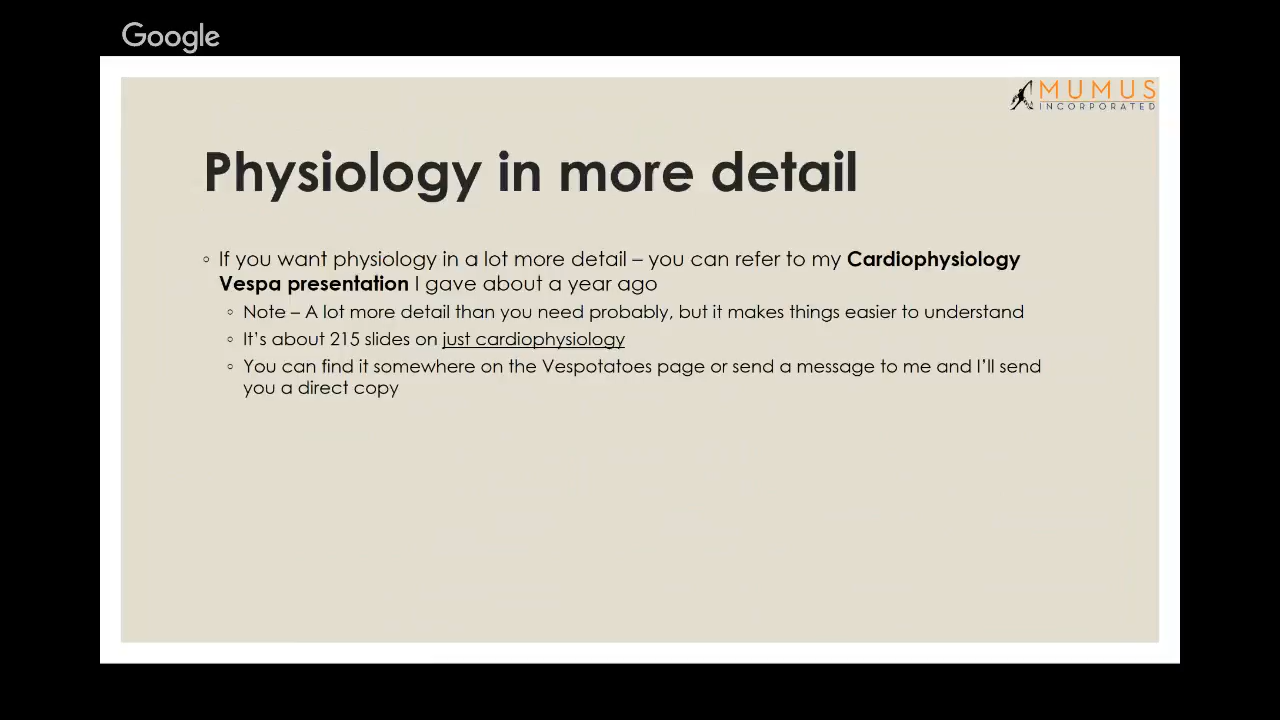 Google
MUMUS
INCORPORATED
Physiology in more detail
If you want physiology in a lot more detail – you can refer to my Cardiophysiology
Vespa presentation I gave about a year ago
Note – A lot more detail than you need probably, but it makes things easier to understand
It's about 215 slides on just cardiophysiology
You can find it somewhere on the Vespotatoes page or send a message to me and I'll send
you a direct copy